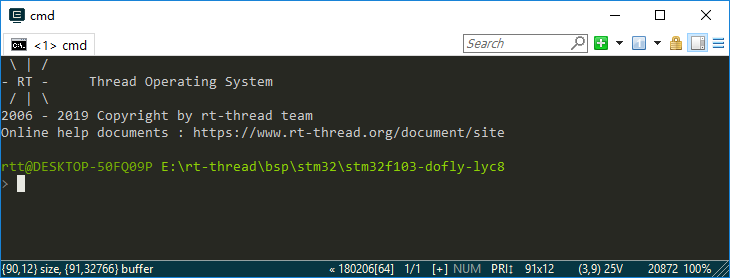 cmd
<1> cmd
Search
\ | /
- RT -     Thread Operating System
/ | \
2006 - 2019 Copyright by rt-thread team
Online help documents : https://www.rt-thread.org/document/site
rtt@DESKTOP-50FQ09P E:\rt-thread\bsp\stm32\stm32f103-dofly-lyc8
>
{90,12} size, {91,32766} buffer « 180206[64] 1/1 [+] NUM PRI↕ 91x12 (3,9) 25V 20872 100%